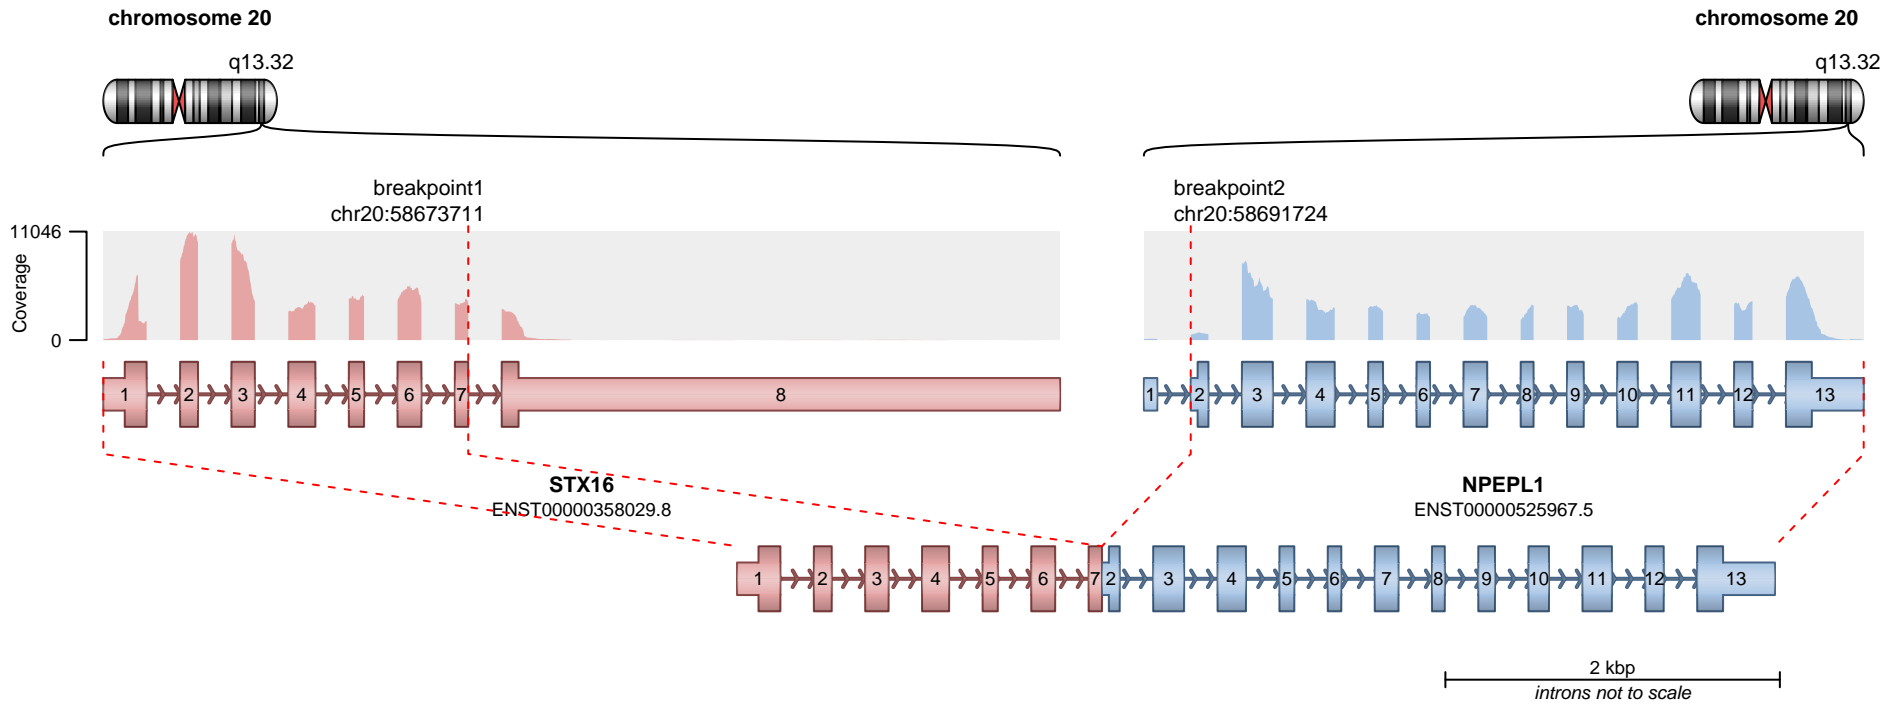 chromosome 20
chromosome 20
q13.32
q13.32
breakpoint1
chr20:58673711
breakpoint2
chr20:58691724
11046
Coverage
0
1 2 3 4 5 6 7 8
1 2 3 4 5 6 7 8 9 10 11 12 13
STX16
ENST00000358029.8
NPEPL1
ENST00000525967.5
1 2 3 4 5 6 7 2 3 4 5 6 7 8 9 10 11 12 13
2 kbp
introns not to scale